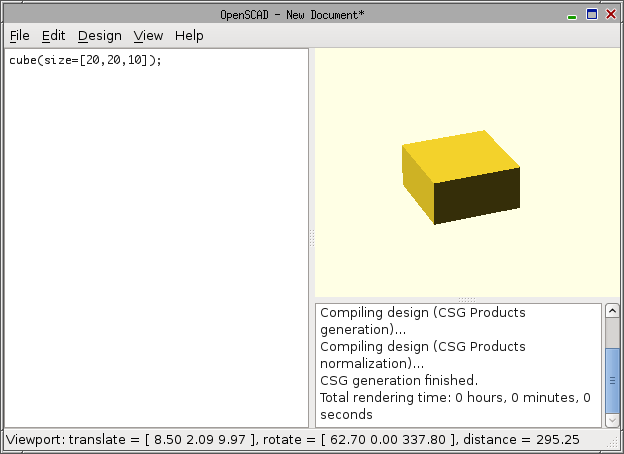 OpenSCAD - New Document*
File Edit Design View Help
cube(size=[20,20,10]);
Compiling design (CSG Products
generation)...
Compiling design (CSG Products
normalization)...
CSG generation finished.
Total rendering time: 0 hours, 0 minutes, 0
seconds
Viewport: translate = [ 8.50 2.09 9.97 ], rotate = [ 62.70 0.00 337.80 ], distance = 295.25